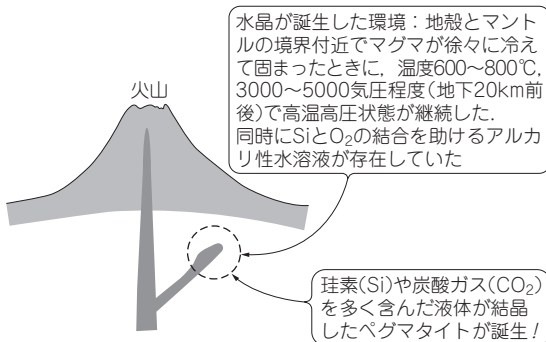 水晶が誕生した環境：地殻とマント
ルの境界付近でマグマが徐々に冷え
て固まったときに，温度600～800℃，
3000～5000気圧程度(地下20km前
後)で高温高圧状態が継続した．
同時にSiとO₂の結合を助けるアルカ
リ性水溶液が存在していた
火山
珪素(Si)や炭酸ガス(CO₂)
を多く含んだ液体が結晶
したペグマタイトが誕生！